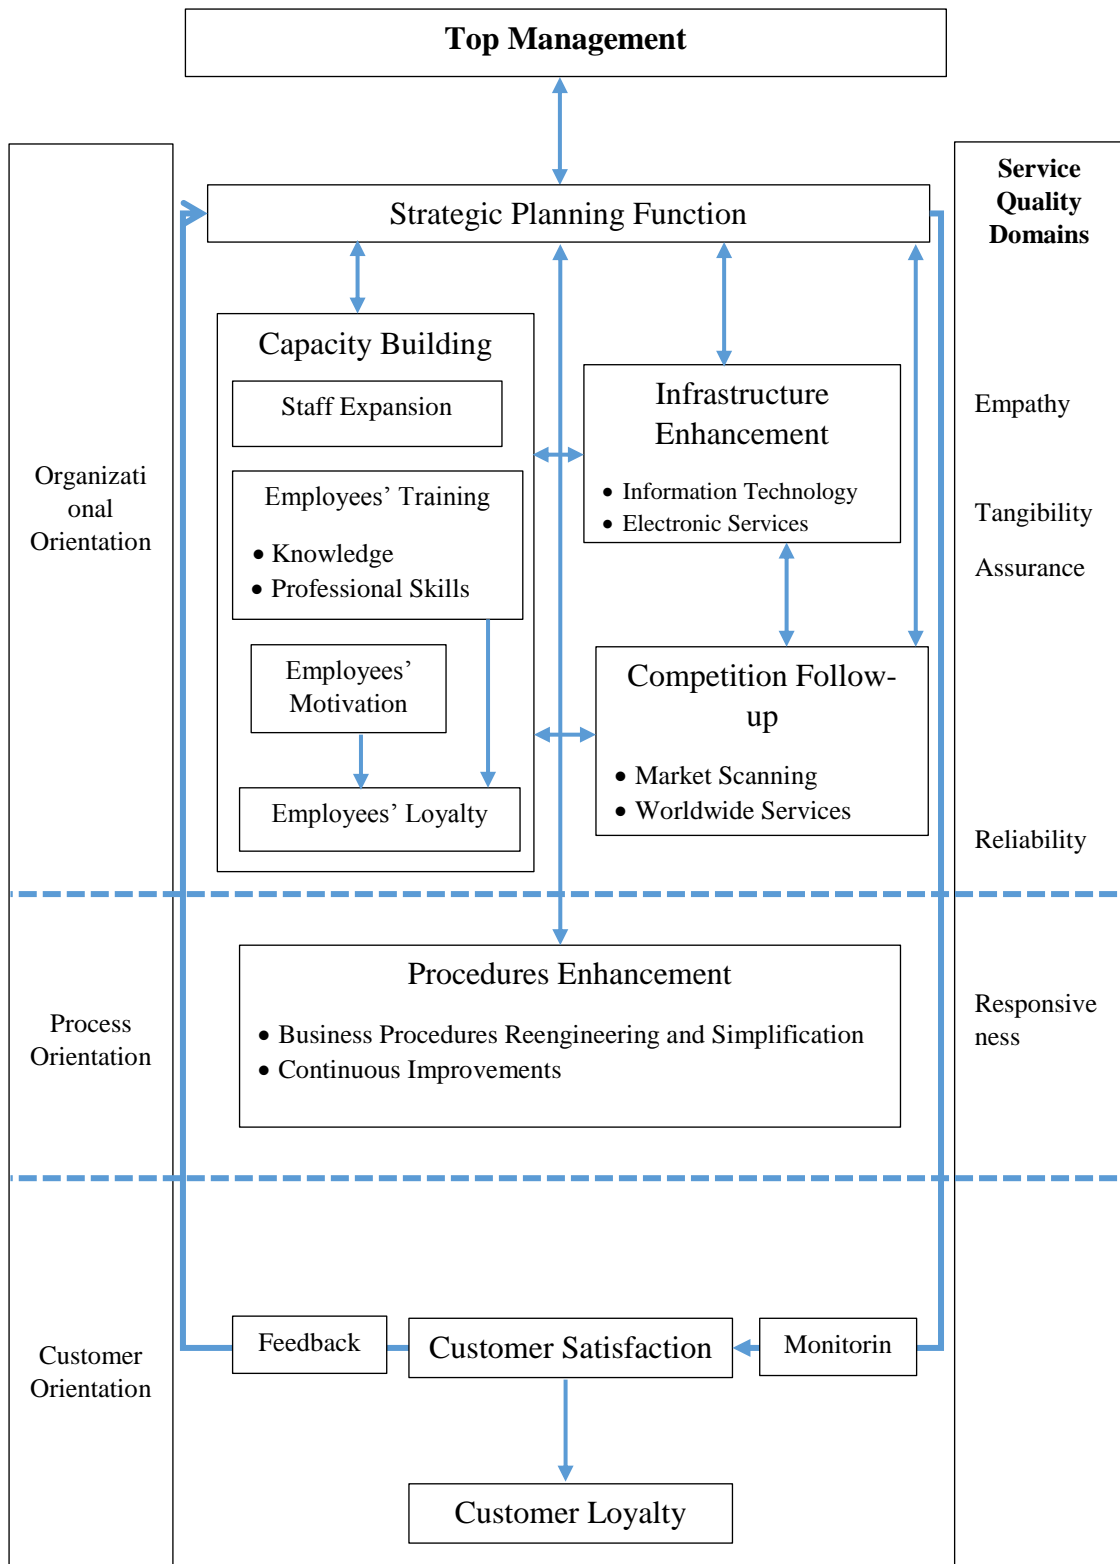 Top Management
Service
Quality
Domains
Strategic Planning Function
Capacity Building
Staff Expansion
Employees’ Training
• Knowledge
• Professional Skills
Employees’
Motivation
Employees’ Loyalty
Infrastructure
Enhancement
• Information Technology
• Electronic Services
Competition Follow-
up
• Market Scanning
• Worldwide Services
Organizati
onal
Orientation
Empathy
Tangibility
Assurance
Reliability
Procedures Enhancement
• Business Procedures Reengineering and Simplification
• Continuous Improvements
Process
Orientation
Responsive
ness
Customer
Orientation
Feedback
Customer Satisfaction
Monitorin
Customer Loyalty